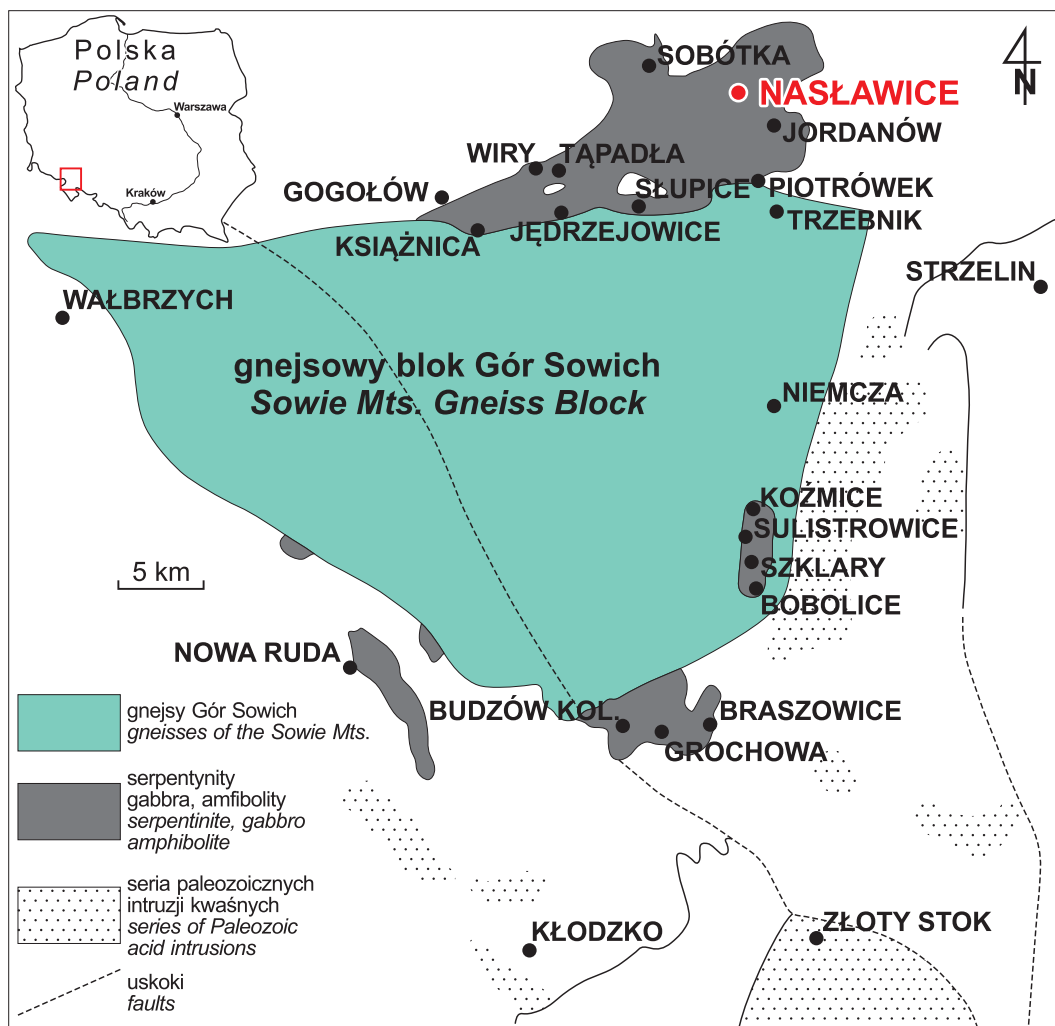 Polska
Poland
Warszawa
Kraków
N
SOBÓTKA
NASŁAWICE
JORDANÓW
WIRY
TĄPADŁA
GOGOŁÓW
SŁUPICE
PIOTRÓWEK
KSIĄŻNICA
JĘDRZEJOWICE
TRZEBNIK
STRZELIN
WAŁBRZYCH
gnejsowy blok Gór Sowich
Sowie Mts. Gneiss Block
NIEMCZA
KOŹMICE
SULISTROWICE
SZKLARY
BOBOLICE
5 km
NOWA RUDA
BUDZÓW KOL.
BRASZOWICE
GROCHOWA
KŁODZKO
ZŁOTY STOK
gnejsy Gór Sowich
gneisses of the Sowie Mts.
serpentynity
gabbra, amfibolity
serpentinite, gabbro
amphibolite
seria paleozoicznych
intruzji kwaśnych
series of Paleozoic
acid intrusions
uskoki
faults